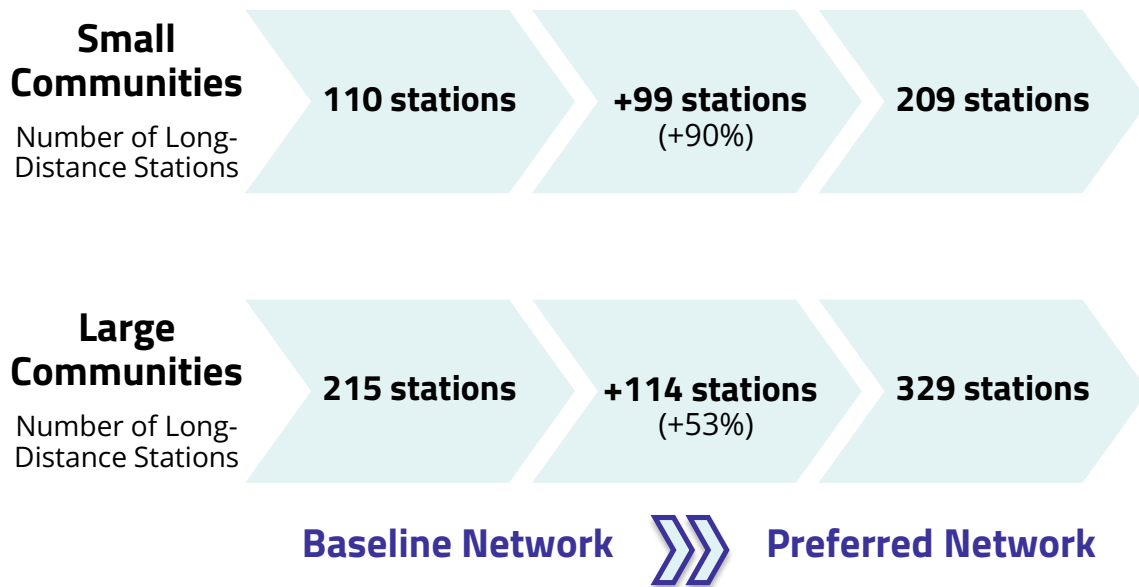 Small
Communities
Number of Long-
Distance Stations
110 stations
+99 stations
(+90%)
209 stations
Large
Communities
Number of Long-
Distance Stations
215 stations
+114 stations
(+53%)
329 stations
Baseline Network
Preferred Network